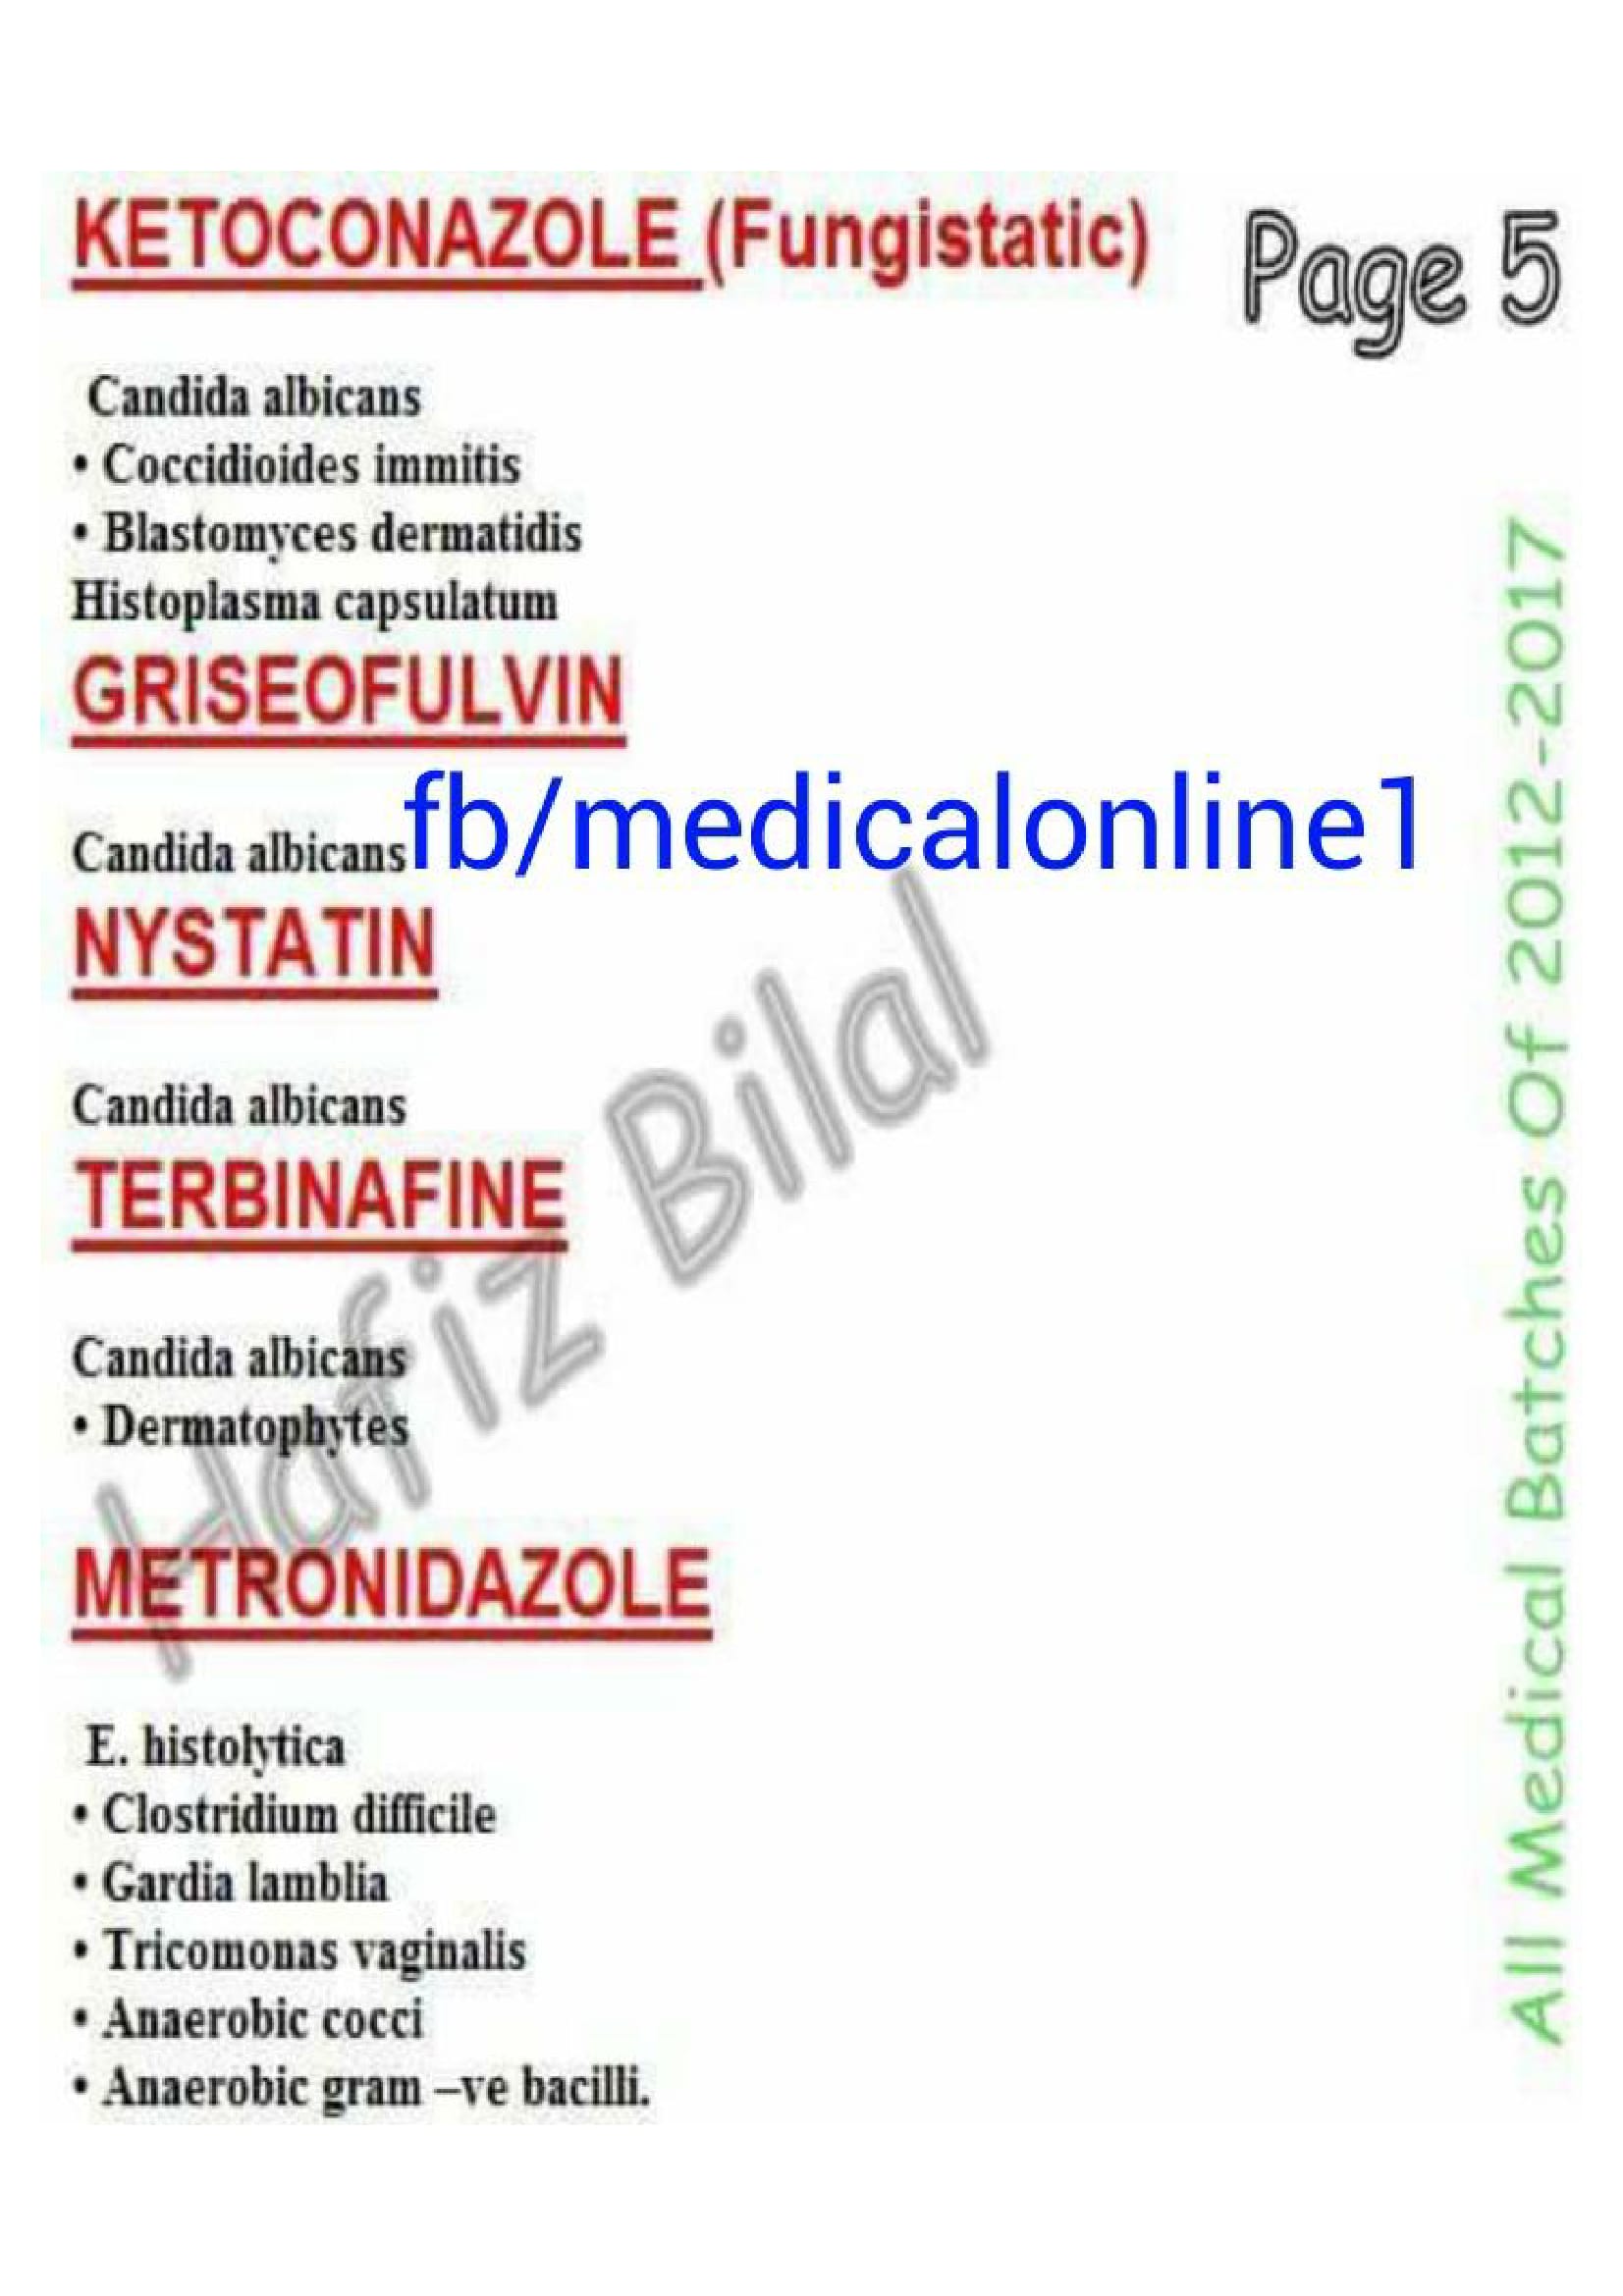 KETOCONAZOLE (Fungistatic)
Page 5
Candida albicans
• Coccidioides immitis
• Blastomyces dermatidis
Histoplasma capsulatum
GRISEOFULVIN
fb/medicalonline1
Candida albicans
NYSTATIN
Candida albicans
TERBINAFINE
Candida albicans
• Dermatophytes
METRONIDAZOLE
E. histolytica
• Clostridium difficile
• Gardia lamblia
• Tricomonas vaginalis
• Anaerobic cocci
• Anaerobic gram –ve bacilli.
Hafiz Bilal
All Medical Batches Of 2012-2017